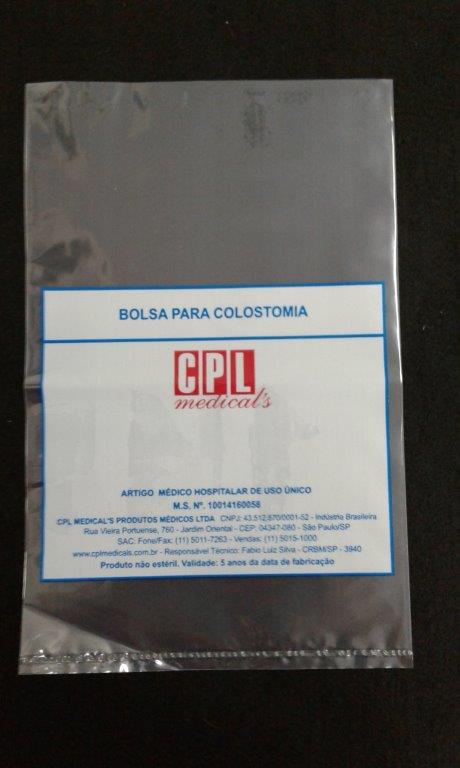 BOLSA PARA COLOSTOMIA
CPL
medical's
ARTIGO MÉDICO HOSPITALAR DE USO ÚNICO
M.S. Nº. 10014160058
CPL MEDICAL'S PRODUTOS MÉDICOS LTDA CNPJ: 43.512.870/0001-52 - Indústria Brasileira
Rua Vieira Portuense, 760 - Jardim Oriental - CEP: 04347-080 - São Paulo/SP
SAC: Fone/Fax: (11) 5011-7263 - Vendas: (11) 5015-1000
www.cplmedicals.com.br - Responsável Técnico: Fabio Luiz Silva - CRBM/SP - 3940
Produto não estéril. Validade: 5 anos da data de fabricação